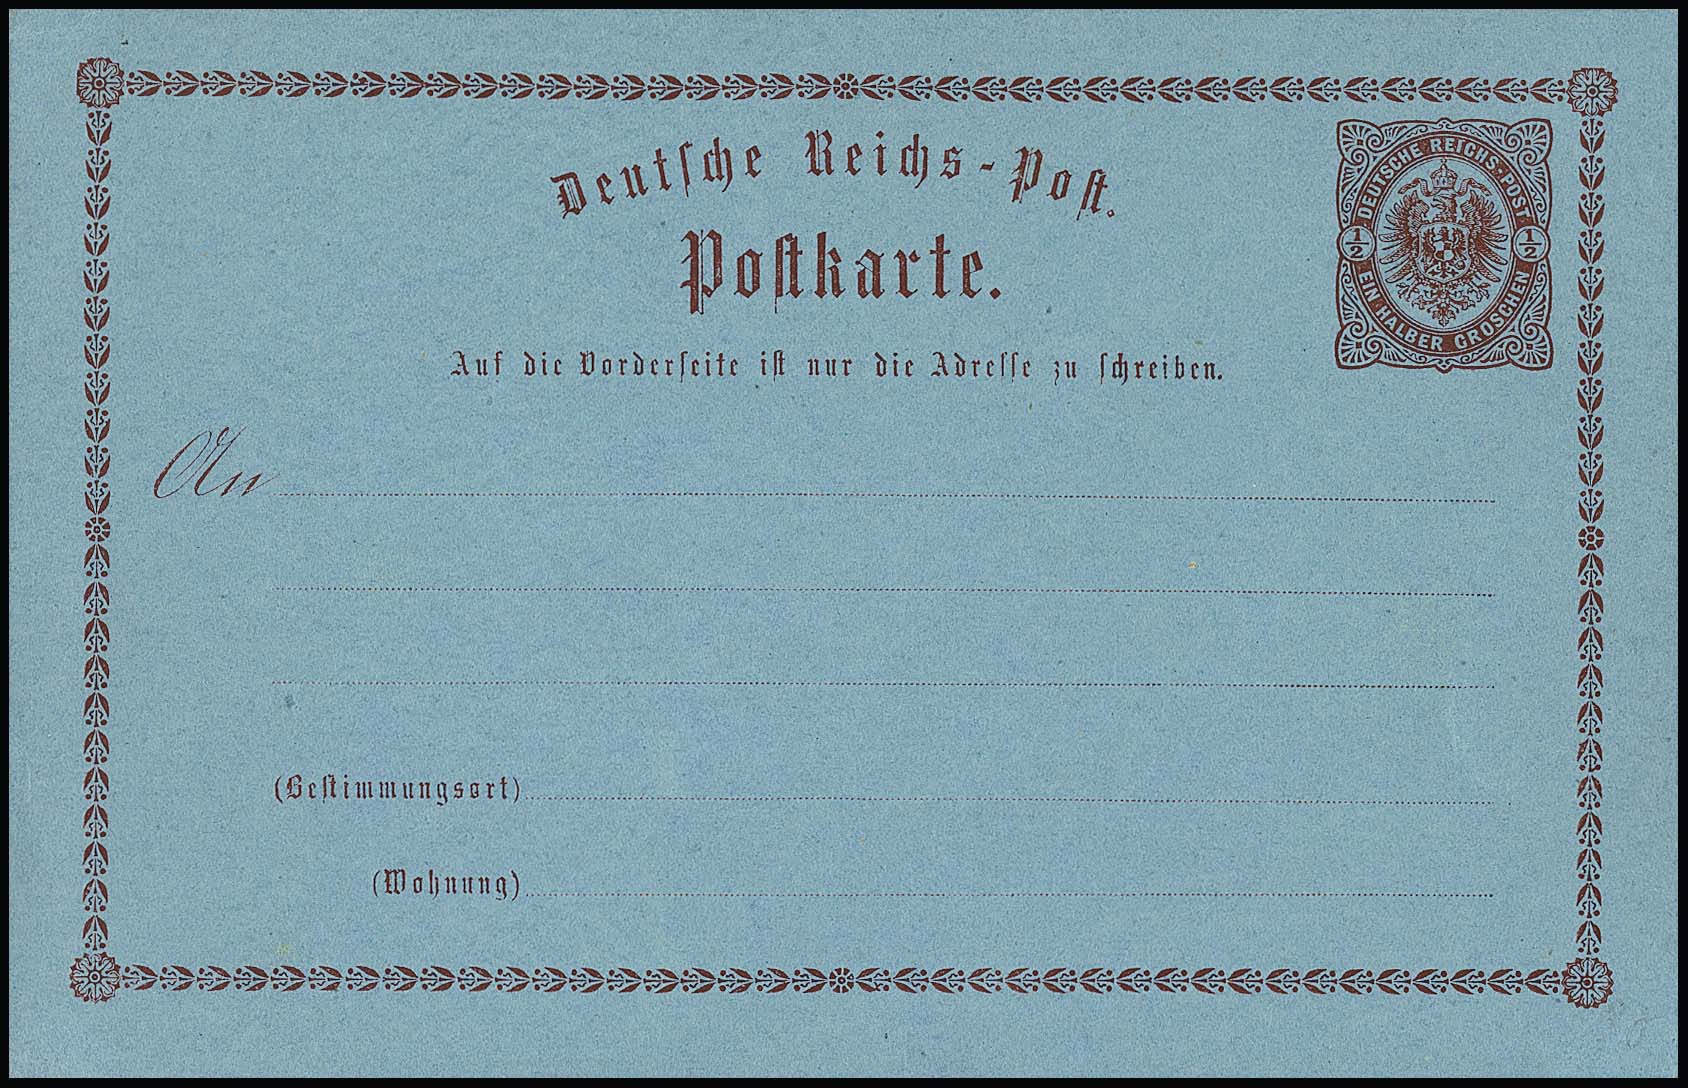 Deutsche Reichs-Post.
Postkarte.
DEUTSCHE REICHS-POST
1/2 1/2
EIN HALBER GROSCHEN
Auf die Vorderseite ist nur die Adresse zu schreiben.
An
(Bestimmungsort)
(Wohnung)